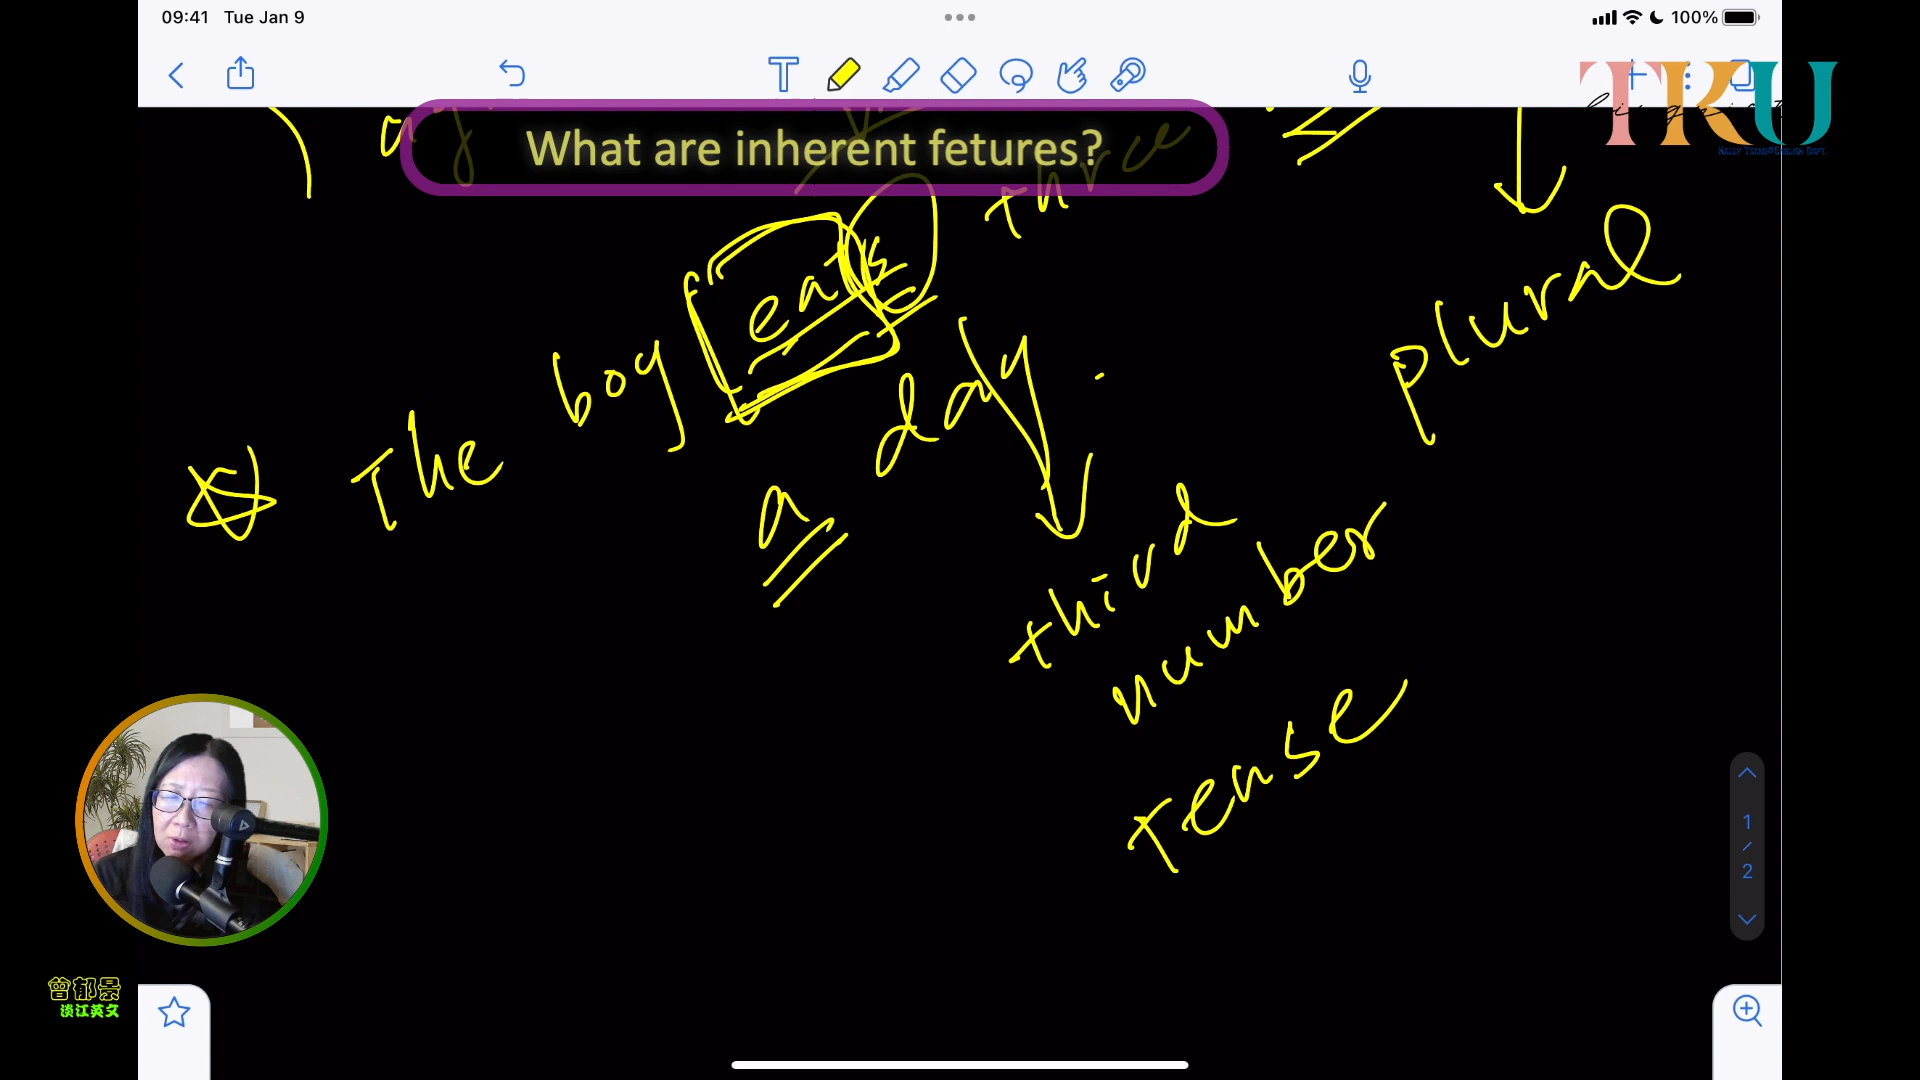 09:41 Tue Jan 9
100%
TKU
What are inherent fetures?
three
The boy eats
a day.
plural
third
number
Tense
1
/
2
曾郁景
淡江英文